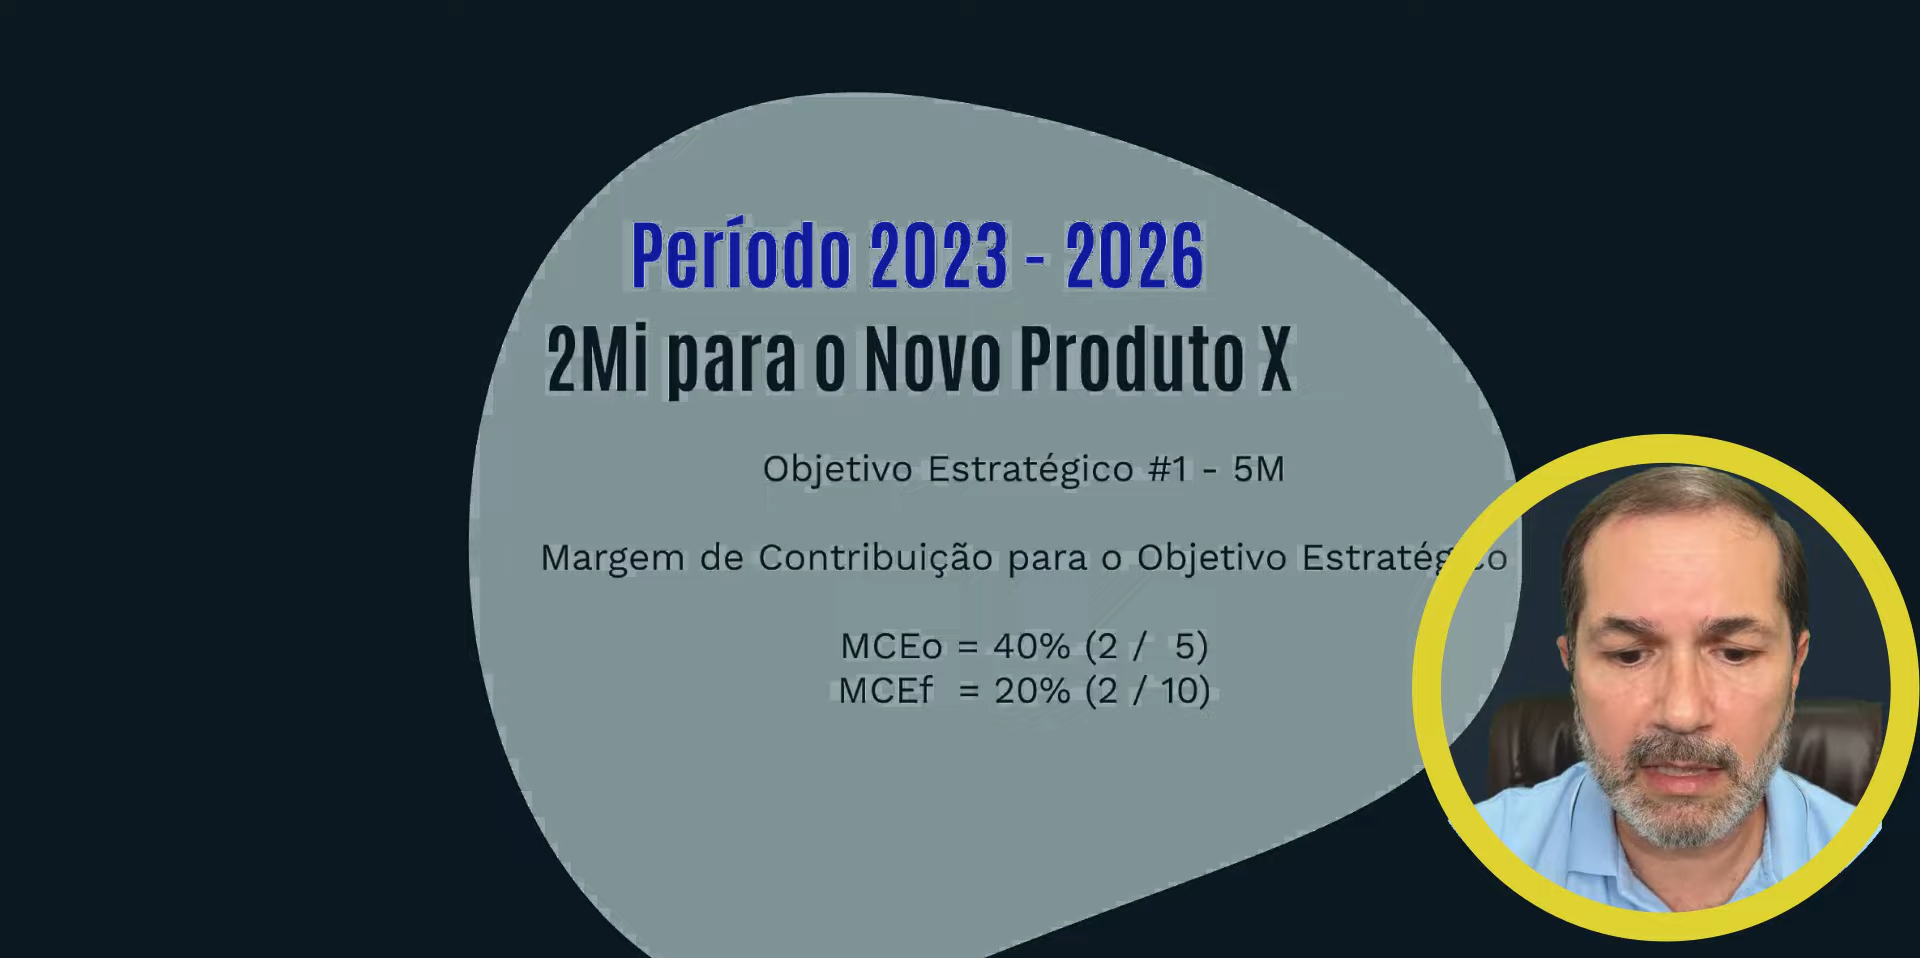 Período 2023 - 2026
2Mi para o Novo Produto X
Objetivo Estratégico #1 - 5M
Margem de Contribuição para o Objetivo Estratégico
MCEo = 40% (2 / 5)
MCEf = 20% (2 / 10)